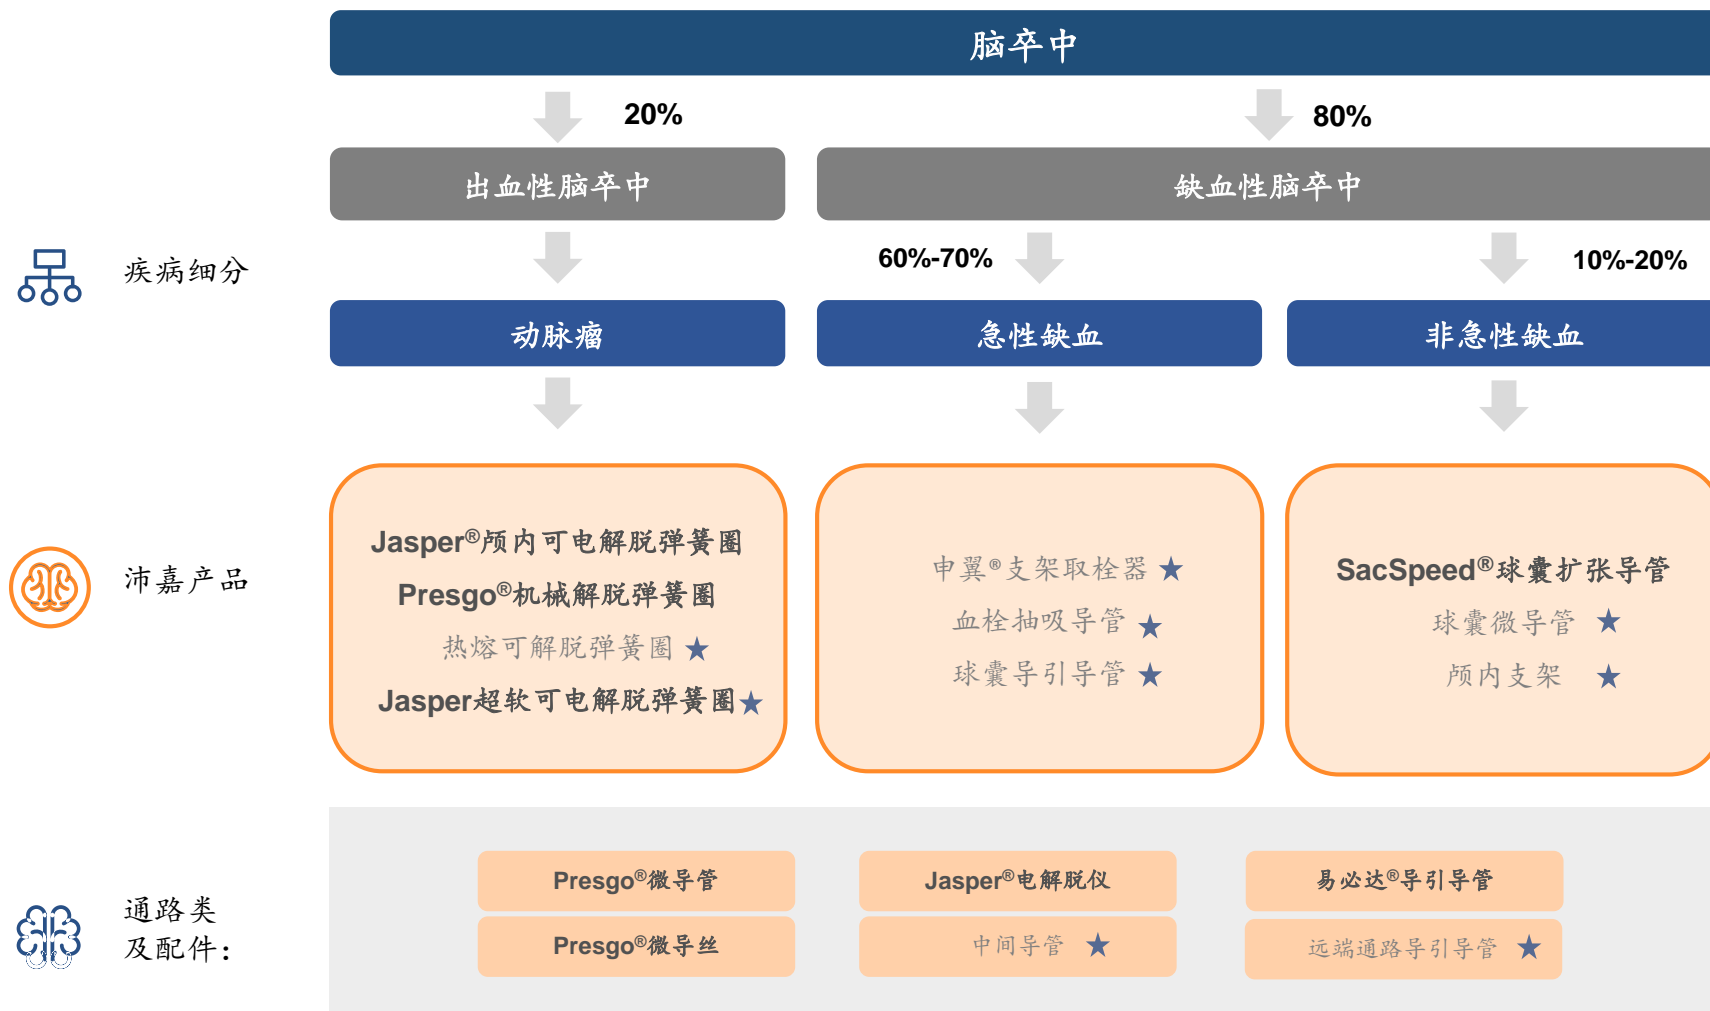 脑卒中
20%
80%
出血性脑卒中
缺血性脑卒中
疾病细分
60%-70%
10%-20%
动脉瘤
急性缺血
非急性缺血
沛嘉产品
Jasper®颅内可电解脱弹簧圈
Presgo®机械解脱弹簧圈
热熔可解脱弹簧圈 ★
Jasper超软可电解脱弹簧圈★
申翼®支架取栓器 ★
血栓抽吸导管 ★
球囊导引导管 ★
SacSpeed®球囊扩张导管
球囊微导管 ★
颅内支架 ★
通路类
及配件：
Presgo®微导管
Jasper®电解脱仪
易必达®导引导管
Presgo®微导丝
中间导管 ★
远端通路导引导管 ★